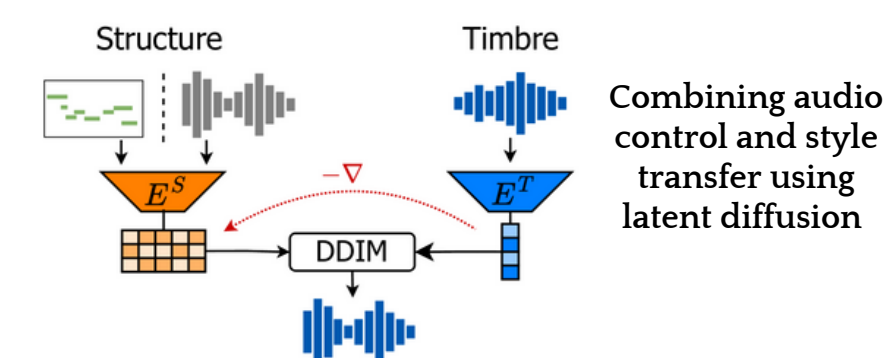 Structure
Timbre
Combining audio
control and style
transfer using
latent diffusion
E^S
−∇
E^T
DDIM